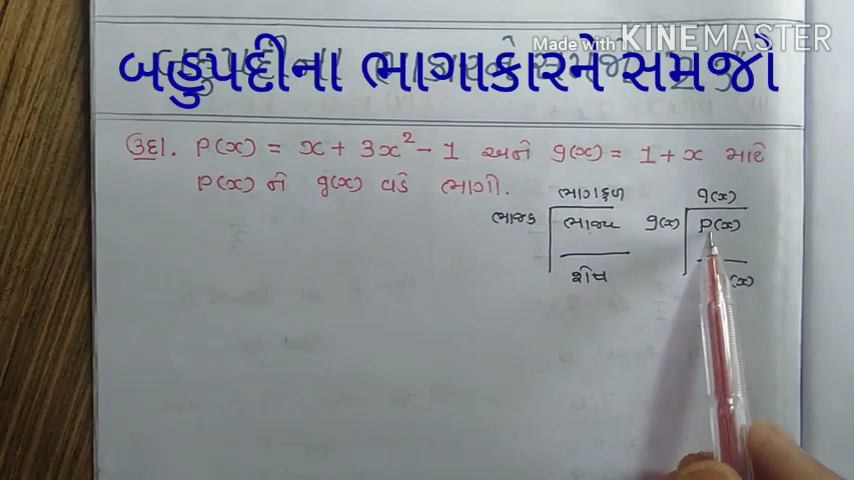 Made with KINEMASTER
બહુપદીના ભાગાકારને સમજો
ઉદા. P(x) = x + 3x² - 1 અને g(x) = 1 + x માટે
P(x) ને g(x) વડે ભાગો.
ભાગફળ q(x)
ભાજક ભાજ્ય g(x) P(x)
શેષ (x)